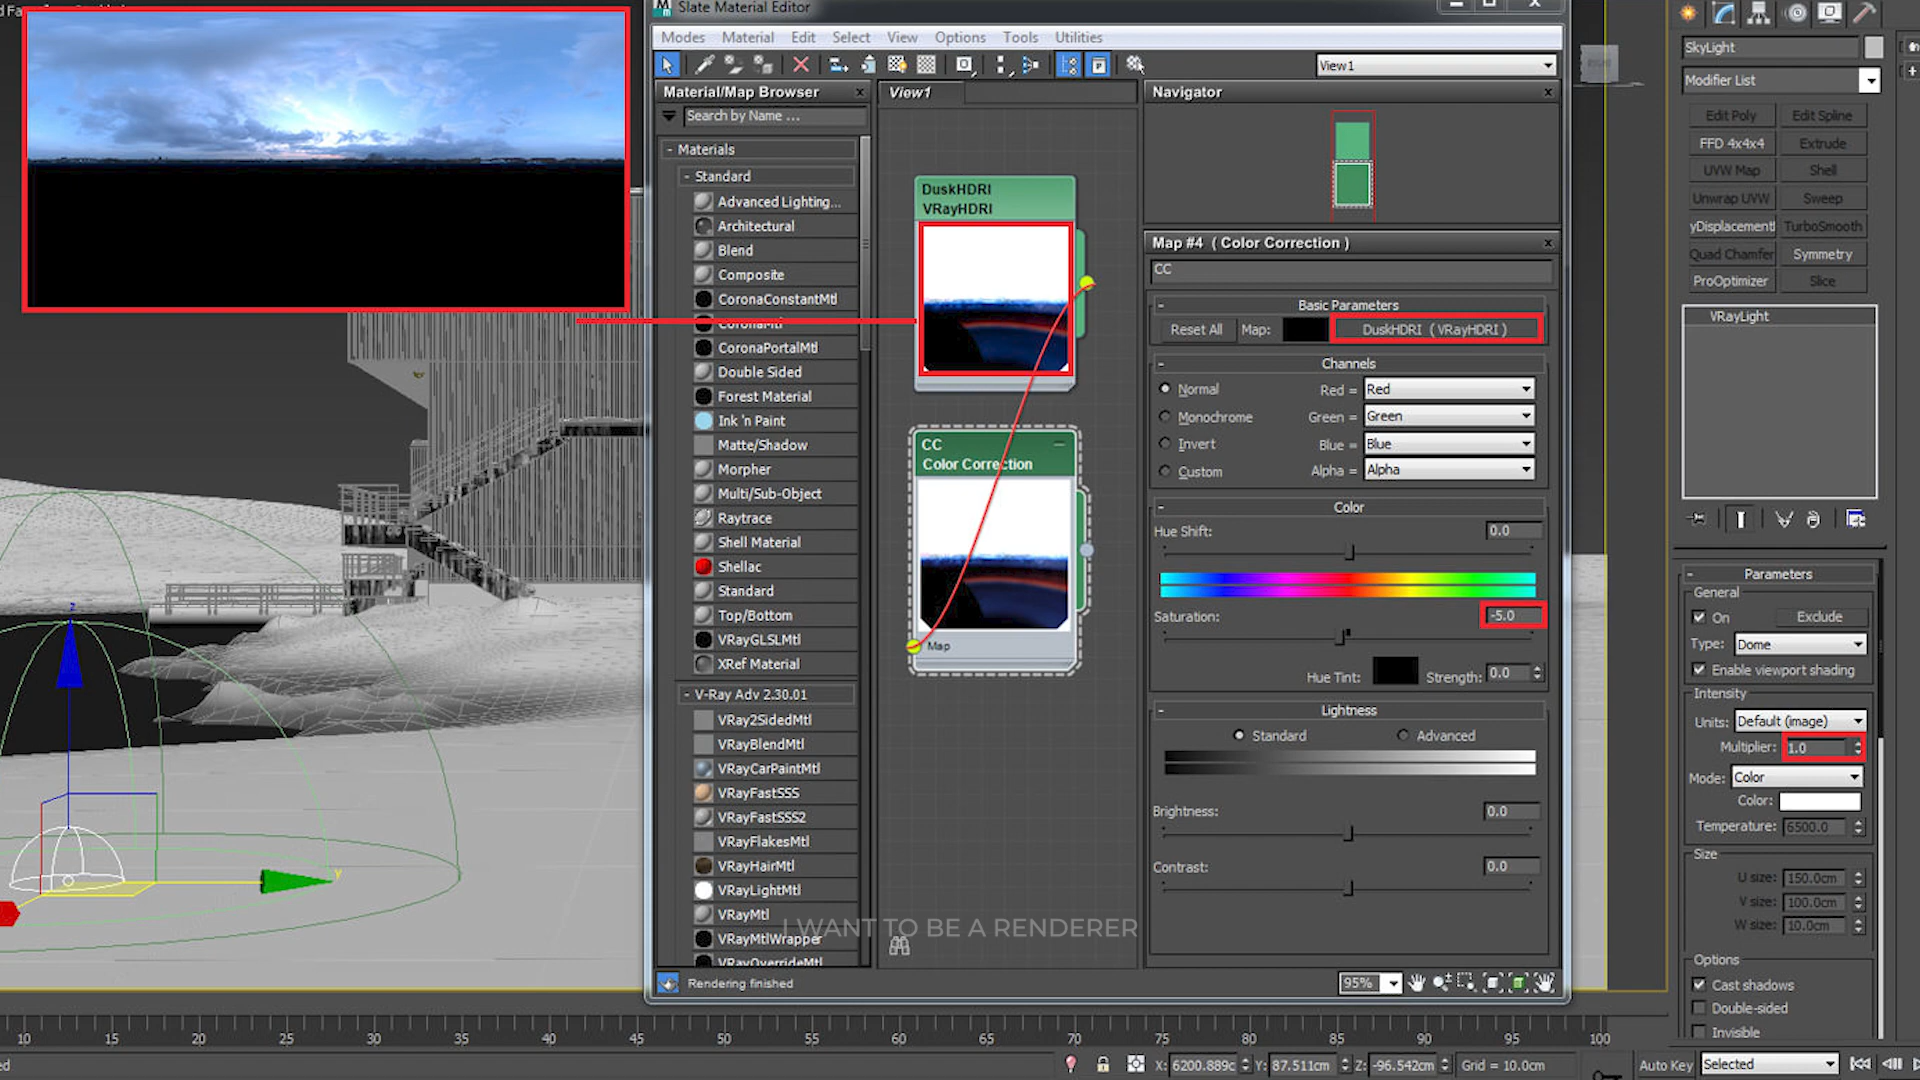 Slate Material Editor
Modes Material Edit Select View Options Tools Utilities
View1
Material/Map Browser
Search by Name ...
- Materials
- Standard
Advanced Lighting...
Architectural
Blend
Composite
CoronaConstantMtl
CoronaMtl
CoronaPortalMtl
Double Sided
Forest Material
Ink 'n Paint
Matte/Shadow
Morpher
Multi/Sub-Object
Raytrace
Shell Material
Shellac
Standard
Top/Bottom
VRayGLSLMtl
XRef Material
- V-Ray Adv 2.30.01
VRay2SidedMtl
VRayBlendMtl
VRayCarPaintMtl
VRayFastSSS
VRayFastSSS2
VRayFlakesMtl
VRayHairMtl
VRayLightMtl
VRayMtl
VRayMtlWrapper
VRayOverrideMtl
Rendering finished
View1
DuskHDRI
VRayHDRI
CC
Color Correction
Map
I WANT TO BE A RENDERER
Navigator
Map #4 ( Color Correction )
CC
- Basic Parameters
Reset All Map: DuskHDRI ( VRayHDRI )
- Channels
Normal Red = Red
Monochrome Green = Green
Invert Blue = Blue
Custom Alpha = Alpha
- Color
Hue Shift: 0.0
Saturation: -5.0
Hue Tint: Strength: 0.0
- Lightness
Standard Advanced
Brightness: 0.0
Contrast: 0.0
95%
SkyLight
Modifier List
Edit Poly Edit Spline
FFD 4x4x4 Extrude
UVW Map Shell
Unwrap UVW Sweep
yDisplacement TurboSmooth
Quad Chamfer Symmetry
ProOptimizer Slice
VRayLight
- Parameters
General
On Exclude
Type: Dome
Enable viewport shading
Intensity
Units: Default (image)
Multiplier: 1.0
Mode: Color
Color:
Temperature: 6500.0
Size
U size: 150.0cm
V size: 100.0cm
W size: 10.0cm
Options
Cast shadows
Double-sided
Invisible
z
y
10 15 20 25 30 35 40 45 50 55 60 65 70 75 80 85 90 95 100
X: 6200.889c Y: 87.511cm Z: -96.542cm Grid = 10.0cm Auto Key Selected